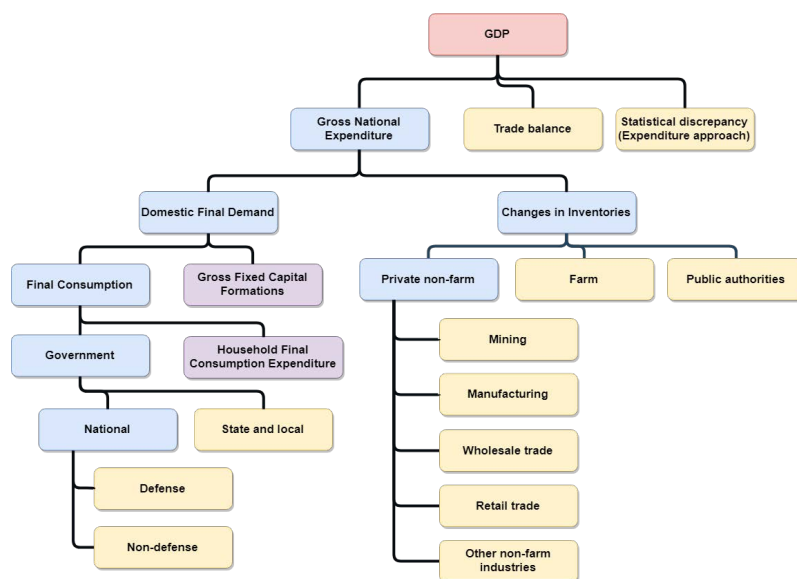 GDP
Gross National
Expenditure
Trade balance
Statistical discrepancy
(Expenditure approach)
Domestic Final Demand
Changes in Inventories
Final Consumption
Gross Fixed Capital
Formations
Private non-farm
Farm
Public authorities
Government
Household Final
Consumption Expenditure
Mining
Manufacturing
National
State and local
Wholesale trade
Defense
Retail trade
Non-defense
Other non-farm
industries